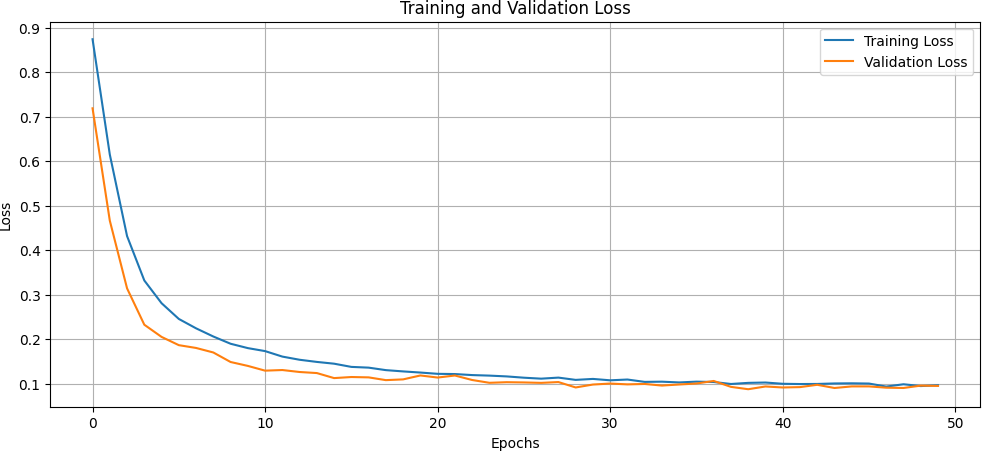 Training and Validation Loss
Training Loss
Validation Loss
0.9
0.8
0.7
0.6
0.5
0.4
0.3
0.2
0.1
Loss
0 10 20 30 40 50
Epochs